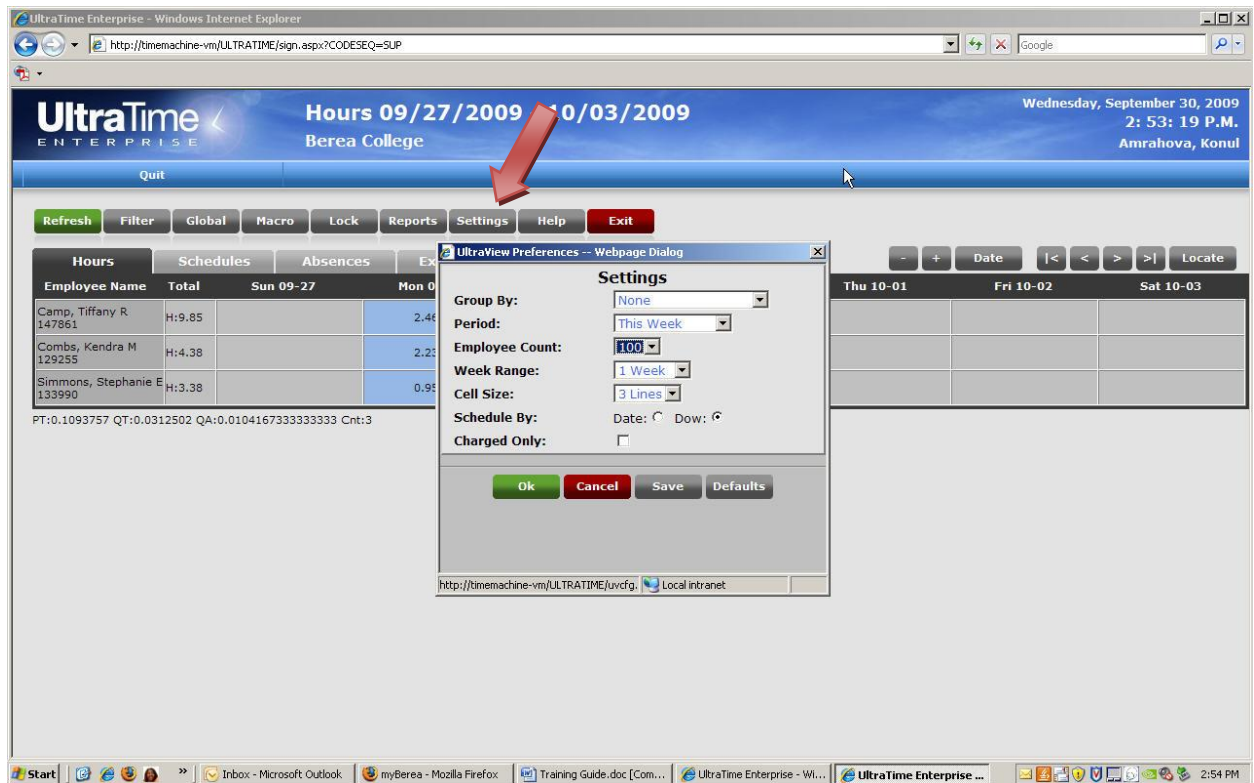 UltraTime Enterprise - Windows Internet Explorer
http://timemachine-vm/ULTRATIME/sign.aspx?CODESEQ=SUP
Google
UltraTime
ENTERPRISE
Hours 09/27/2009 10/03/2009
Berea College
Wednesday, September 30, 2009
2: 53: 19 P.M.
Amrahova, Konul
Quit
Refresh Filter Global Macro Lock Reports Settings Help Exit
Hours Schedules Absences Ex - + Date |< < > >| Locate
Employee Name Total Sun 09-27 Mon 0 Thu 10-01 Fri 10-02 Sat 10-03
Camp, Tiffany R
147861
H:9.85 2.46
Combs, Kendra M
129255
H:4.38 2.23
Simmons, Stephanie E
133990
H:3.38 0.95
PT:0.1093757 QT:0.0312502 QA:0.0104167333333333 Cnt:3
UltraView Preferences -- Webpage Dialog
Settings
Group By: None
Period: This Week
Employee Count: 100
Week Range: 1 Week
Cell Size: 3 Lines
Schedule By: Date: Dow:
Charged Only:
Ok Cancel Save Defaults
http://timemachine-vm/ULTRATIME/uvcfg. Local intranet
Start » Inbox - Microsoft Outlook myBerea - Mozilla Firefox Training Guide.doc [Com... UltraTime Enterprise - Wi... UltraTime Enterprise ... 2:54 PM